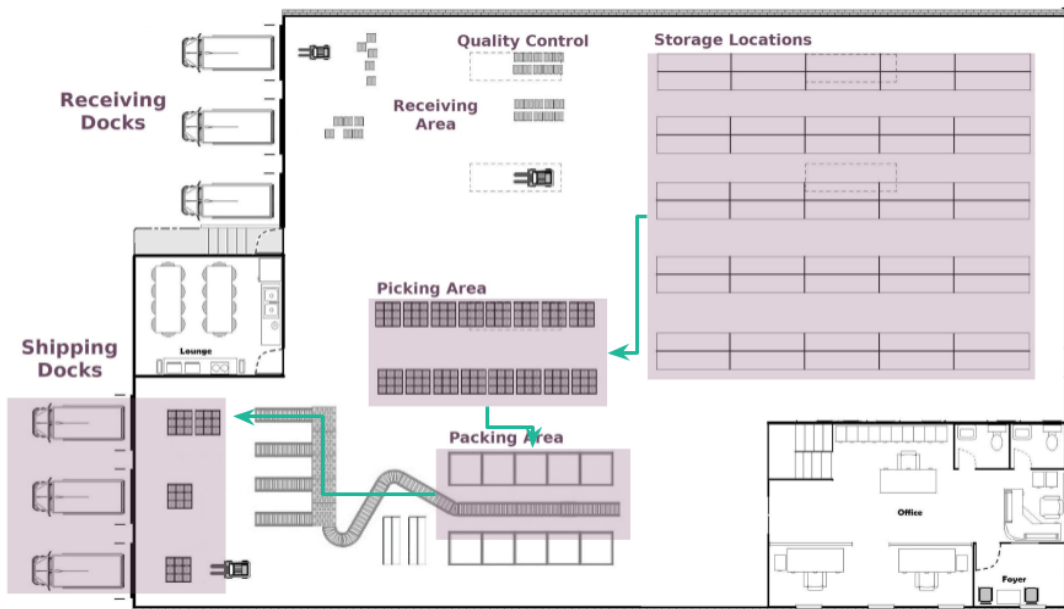 Quality Control
Storage Locations
Receiving
Docks
Receiving
Area
Picking Area
Lounge
Shipping
Docks
Packing Area
Office
Foyer